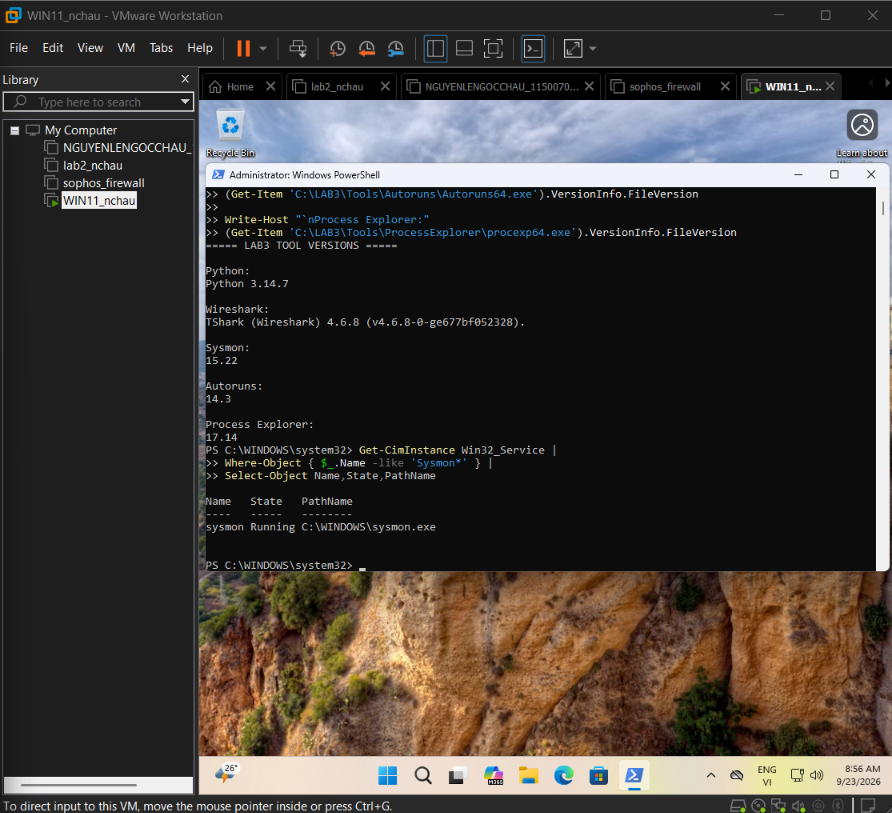 WIN11_nchau - VMware Workstation
File Edit View VM Tabs Help
Library
Type here to search
My Computer
NGUYENLENGOCCHAU_
lab2_nchau
sophos_firewall
WIN11_nchau
Home
lab2_nchau
NGUYENLENGOCCHAU_1150070...
sophos_firewall
WIN11_n...
Recycle Bin
Learn about
Administrator: Windows PowerShell
>> (Get-Item 'C:\LAB3\Tools\Autoruns\Autoruns64.exe').VersionInfo.FileVersion
>>
>> Write-Host "`nProcess Explorer:"
>> (Get-Item 'C:\LAB3\Tools\ProcessExplorer\procexp64.exe').VersionInfo.FileVersion
===== LAB3 TOOL VERSIONS =====
Python:
Python 3.14.7
Wireshark:
TShark (Wireshark) 4.6.8 (v4.6.8-0-ge677bf052328).
Sysmon:
15.22
Autoruns:
14.3
Process Explorer:
17.14
PS C:\WINDOWS\system32> Get-CimInstance Win32_Service |
>> Where-Object { $_.Name -like 'Sysmon*' } |
>> Select-Object Name,State,PathName
Name State PathName
---- ----- --------
sysmon Running C:\WINDOWS\sysmon.exe
PS C:\WINDOWS\system32> _
26°
M365
ENG
VI
8:56 AM
9/23/2026
To direct input to this VM, move the mouse pointer inside or press Ctrl+G.